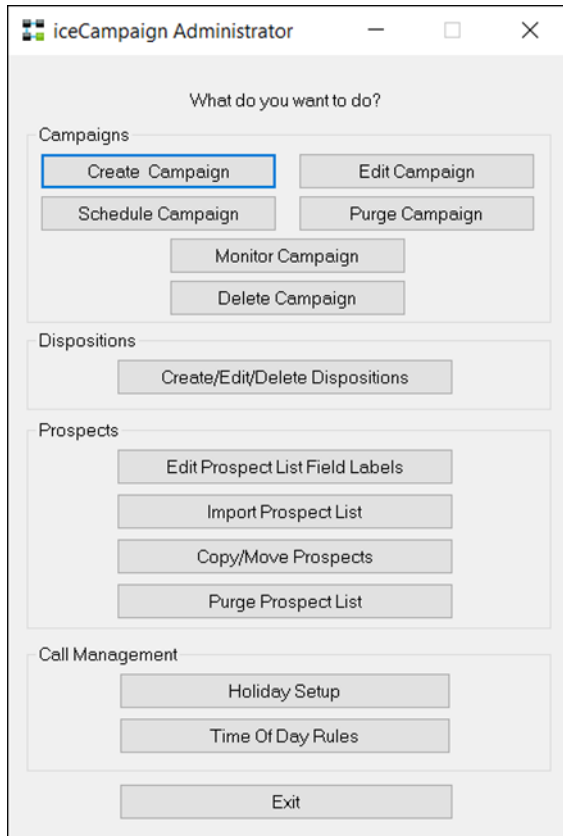 iceCampaign Administrator
What do you want to do?
Campaigns
Create Campaign
Edit Campaign
Schedule Campaign
Purge Campaign
Monitor Campaign
Delete Campaign
Dispositions
Create/Edit/Delete Dispositions
Prospects
Edit Prospect List Field Labels
Import Prospect List
Copy/Move Prospects
Purge Prospect List
Call Management
Holiday Setup
Time Of Day Rules
Exit